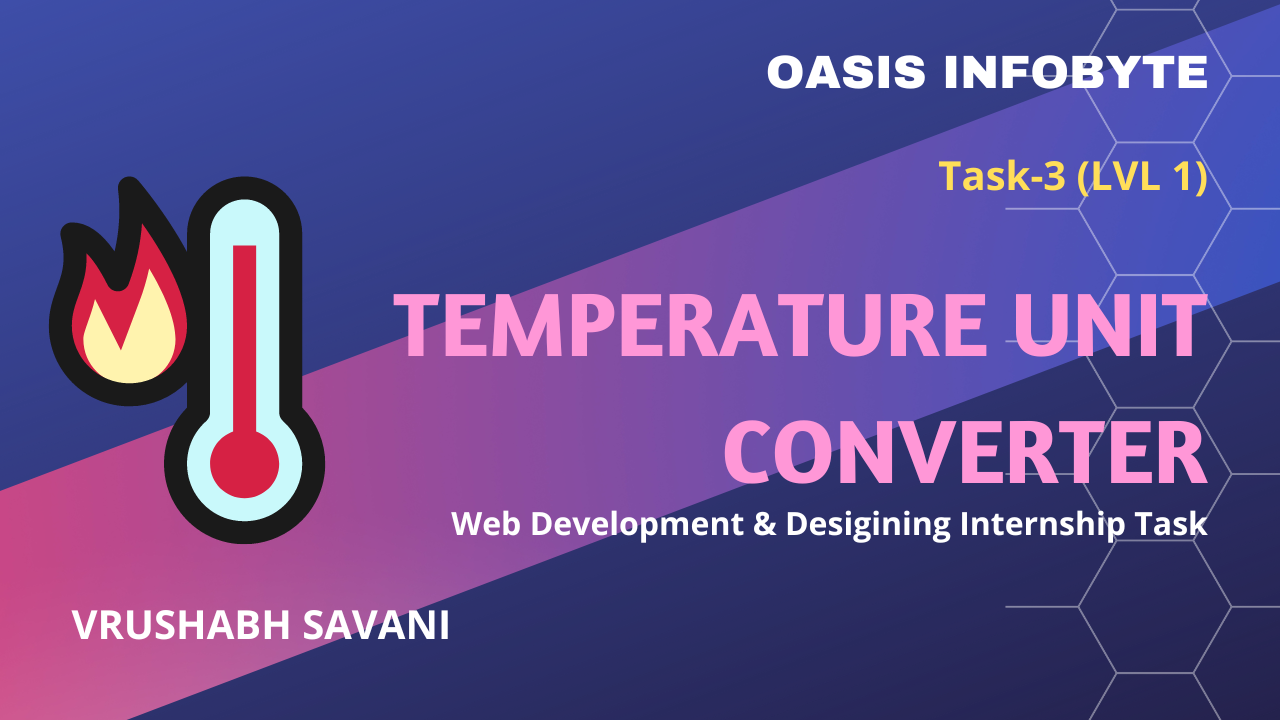 OASIS INFOBYTE
Task-3 (LVL 1)
TEMPERATURE UNIT
CONVERTER
Web Development & Desigining Internship Task
VRUSHABH SAVANI